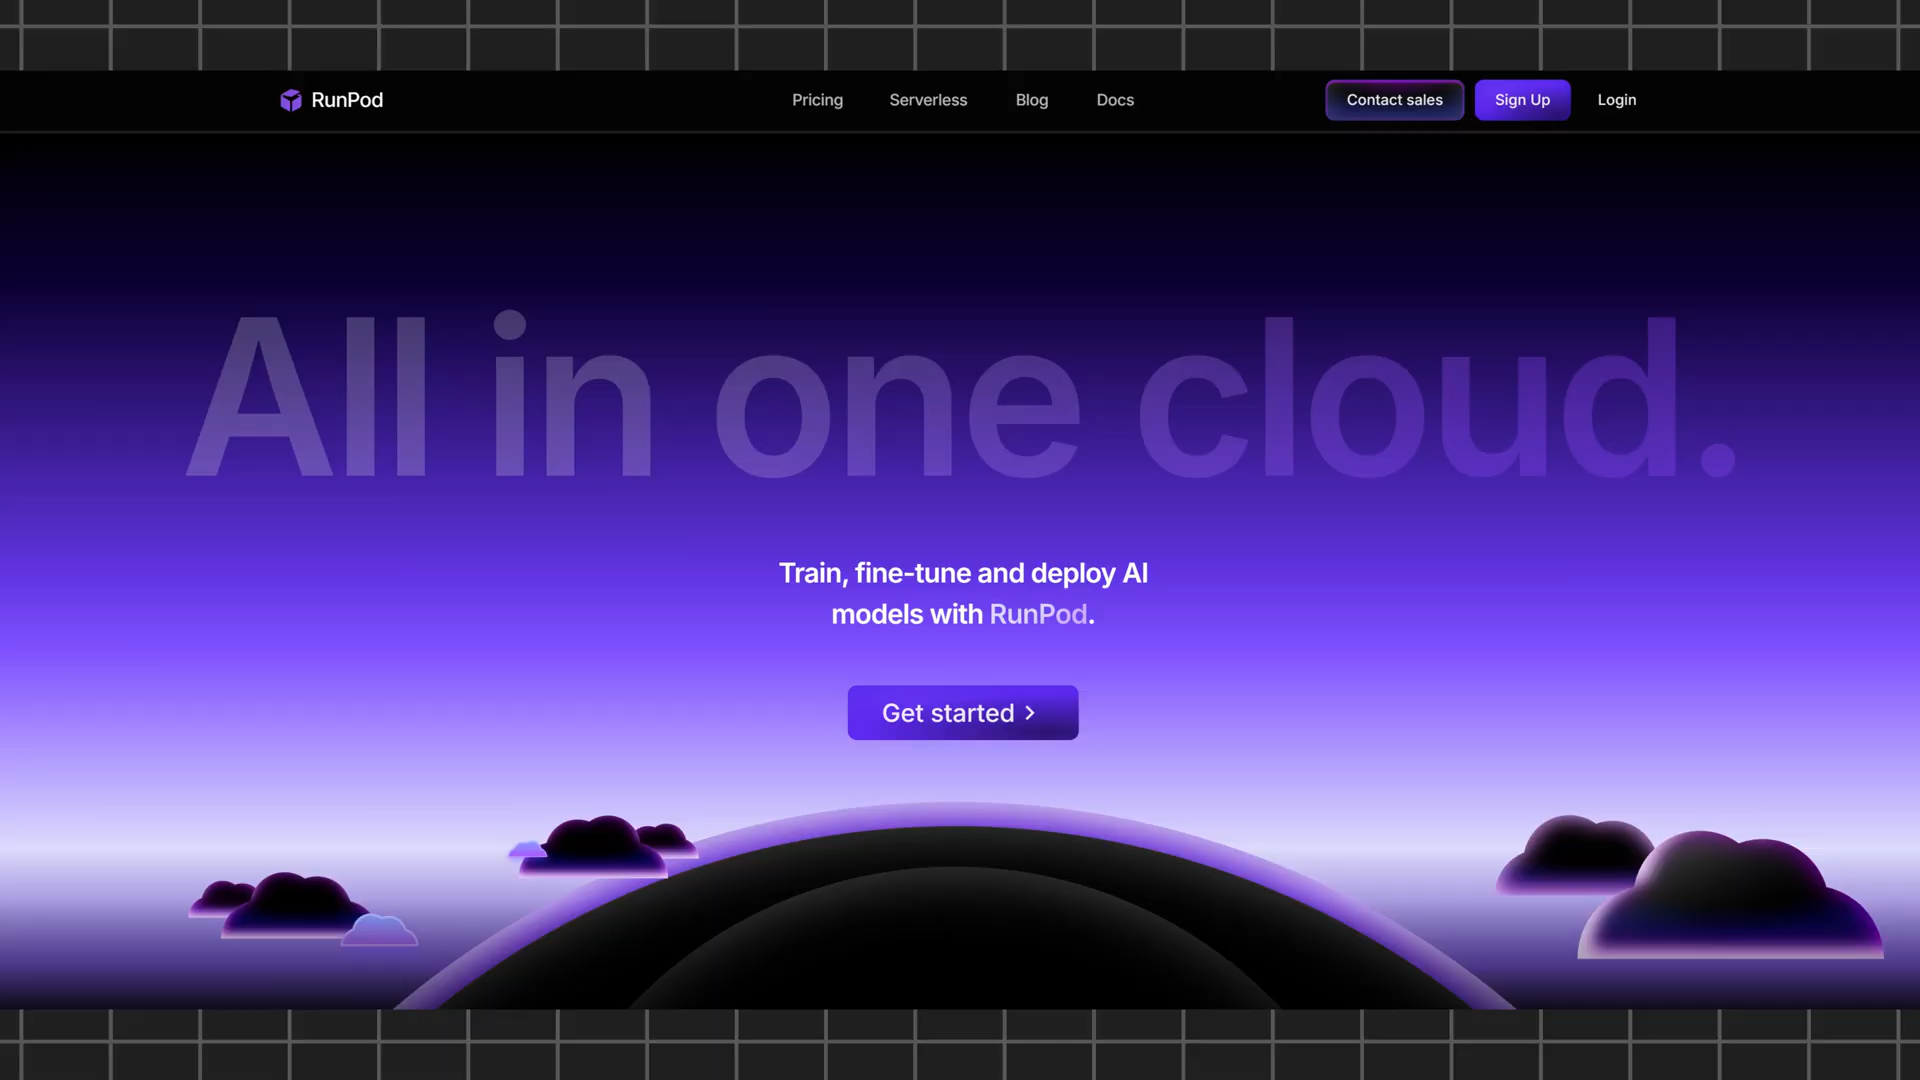 RunPod
Pricing
Serverless
Blog
Docs
Contact sales
Sign Up
Login
All in one cloud.
Train, fine-tune and deploy AI
models with RunPod.
Get started